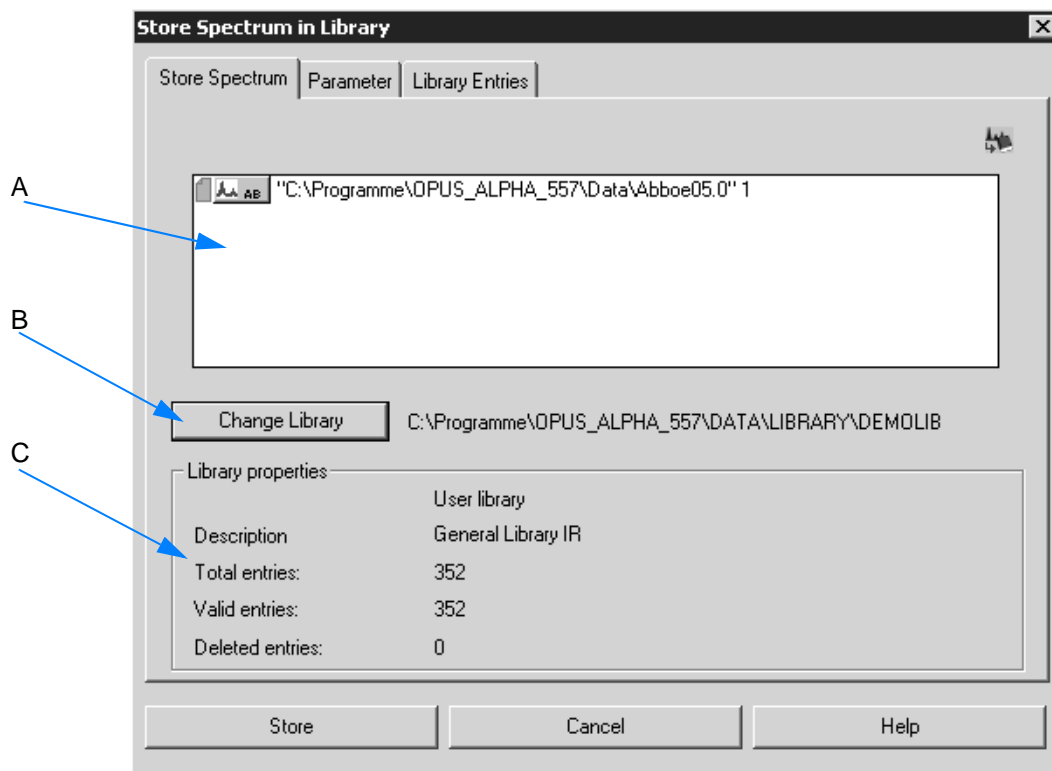 Store Spectrum in Library
Store Spectrum Parameter Library Entries
A
AB "C:\Programme\OPUS_ALPHA_557\Data\Abboe05.0" 1
B
Change Library C:\Programme\OPUS_ALPHA_557\DATA\LIBRARY\DEMOLIB
C
Library properties
User library
Description General Library IR
Total entries: 352
Valid entries: 352
Deleted entries: 0
Store Cancel Help